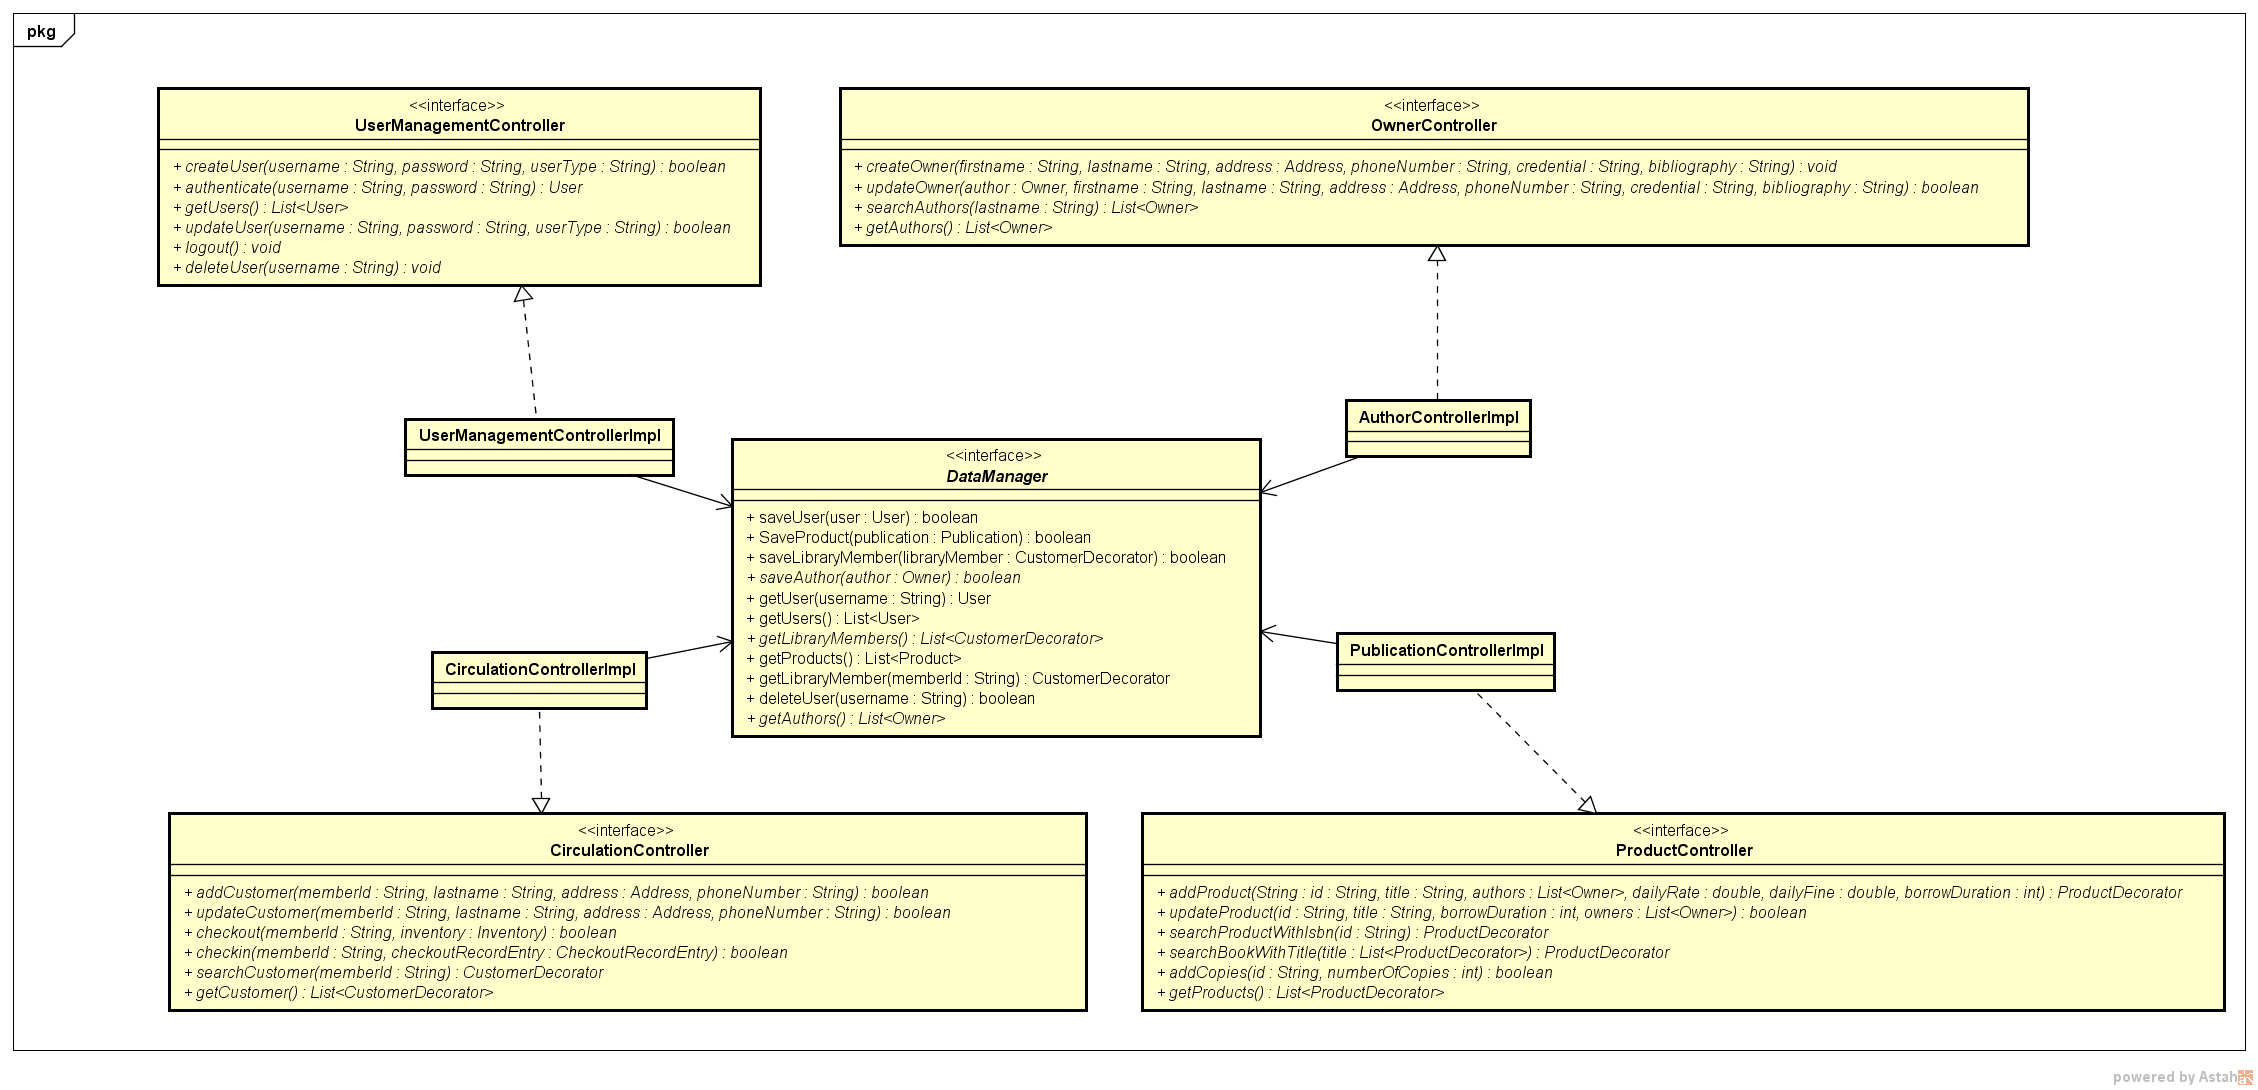 pkg
<<interface>>
UserManagementController
+ createUser(username : String, password : String, userType : String) : boolean
+ authenticate(username : String, password : String) : User
+ getUsers() : List<User>
+ updateUser(username : String, password : String, userType : String) : boolean
+ logout() : void
+ deleteUser(username : String) : void
<<interface>>
OwnerController
+ createOwner(firstname : String, lastname : String, address : Address, phoneNumber : String, credential : String, bibliography : String) : void
+ updateOwner(author : Owner, firstname : String, lastname : String, address : Address, phoneNumber : String, credential : String, bibliography : String) : boolean
+ searchAuthors(lastname : String) : List<Owner>
+ getAuthors() : List<Owner>
UserManagementControllerImpl
AuthorControllerImpl
<<interface>>
DataManager
+ saveUser(user : User) : boolean
+ SaveProduct(publication : Publication) : boolean
+ saveLibraryMember(libraryMember : CustomerDecorator) : boolean
+ saveAuthor(author : Owner) : boolean
+ getUser(username : String) : User
+ getUsers() : List<User>
+ getLibraryMembers() : List<CustomerDecorator>
+ getProducts() : List<Product>
+ getLibraryMember(memberId : String) : CustomerDecorator
+ deleteUser(username : String) : boolean
+ getAuthors() : List<Owner>
CirculationControllerImpl
PublicationControllerImpl
<<interface>>
CirculationController
+ addCustomer(memberId : String, lastname : String, address : Address, phoneNumber : String) : boolean
+ updateCustomer(memberId : String, lastname : String, address : Address, phoneNumber : String) : boolean
+ checkout(memberId : String, inventory : Inventory) : boolean
+ checkin(memberId : String, checkoutRecordEntry : CheckoutRecordEntry) : boolean
+ searchCustomer(memberId : String) : CustomerDecorator
+ getCustomer() : List<CustomerDecorator>
<<interface>>
ProductController
+ addProduct(String : id : String, title : String, authors : List<Owner>, dailyRate : double, dailyFine : double, borrowDuration : int) : ProductDecorator
+ updateProduct(id : String, title : String, borrowDuration : int, owners : List<Owner>) : boolean
+ searchProductWithIsbn(id : String) : ProductDecorator
+ searchBookWithTitle(title : List<ProductDecorator>) : ProductDecorator
+ addCopies(id : String, numberOfCopies : int) : boolean
+ getProducts() : List<ProductDecorator>
powered by Astah